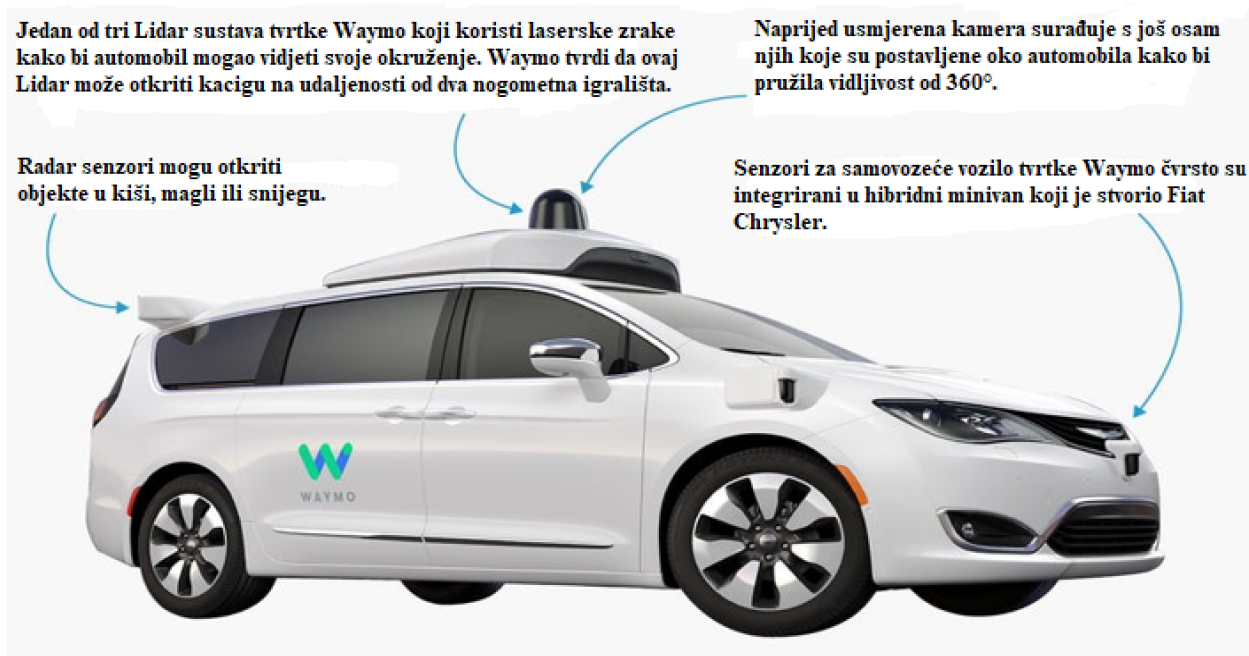 Jedan od tri Lidar sustava tvrtke Waymo koji koristi laserske zrake
kako bi automobil mogao vidjeti svoje okruženje. Waymo tvrdi da ovaj
Lidar može otkriti kacigu na udaljenosti od dva nogometna igrališta.
Naprijed usmjerena kamera surađuje s još osam
njih koje su postavljene oko automobila kako bi
pružila vidljivost od 360°.
Radar senzori mogu otkriti
objekte u kiši, magli ili snijegu.
Senzori za samovozeće vozilo tvrtke Waymo čvrsto su
integrirani u hibridni minivan koji je stvorio Fiat
Chrysler.
WAYMO